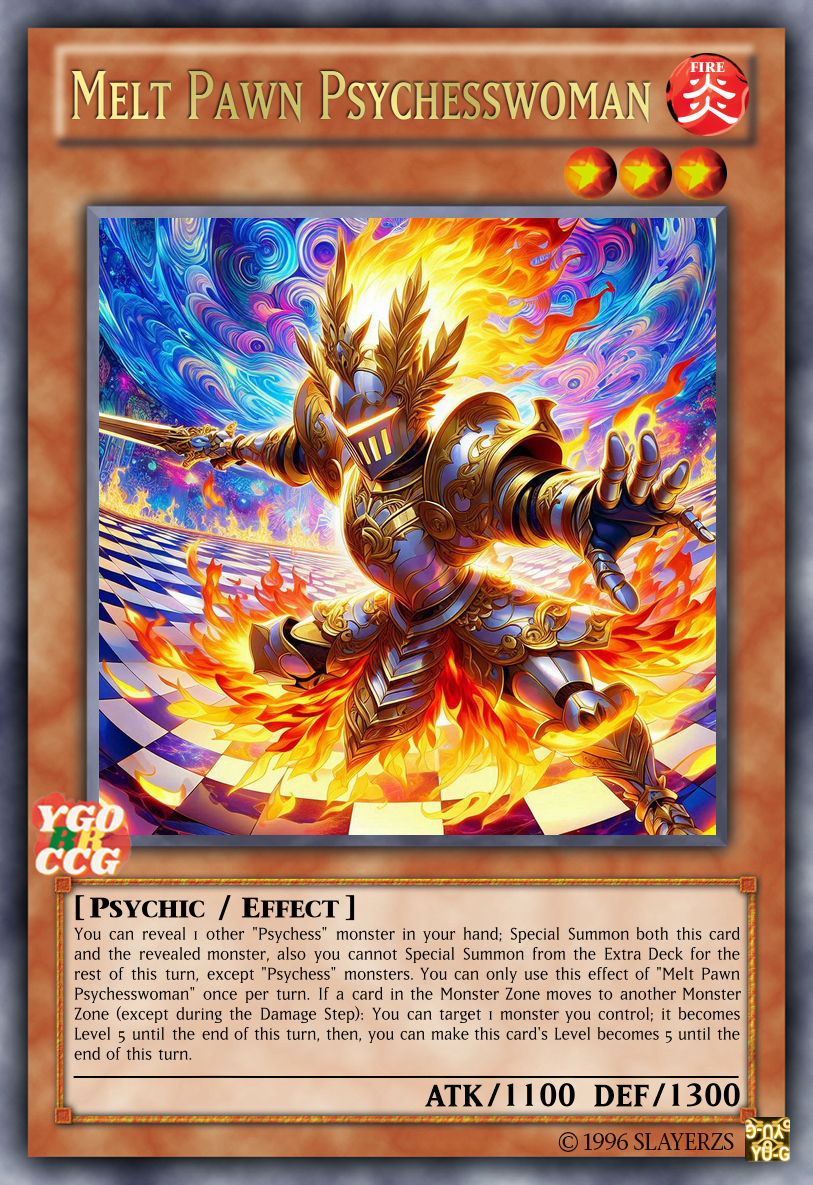 Melt Pawn Psychesswoman
FIRE
炎
YGO
CCG
[ Psychic / Effect ]
You can reveal 1 other "Psychess" monster in your hand; Special Summon both this card
and the revealed monster, also you cannot Special Summon from the Extra Deck for the
rest of this turn, except "Psychess" monsters. You can only use this effect of "Melt Pawn
Psychesswoman" once per turn. If a card in the Monster Zone moves to another Monster
Zone (except during the Damage Step): You can target 1 monster you control; it becomes
Level 5 until the end of this turn, then, you can make this card's Level becomes 5 until the
end of this turn.
ATK/1100 DEF/1300
© 1996 SLAYERZS